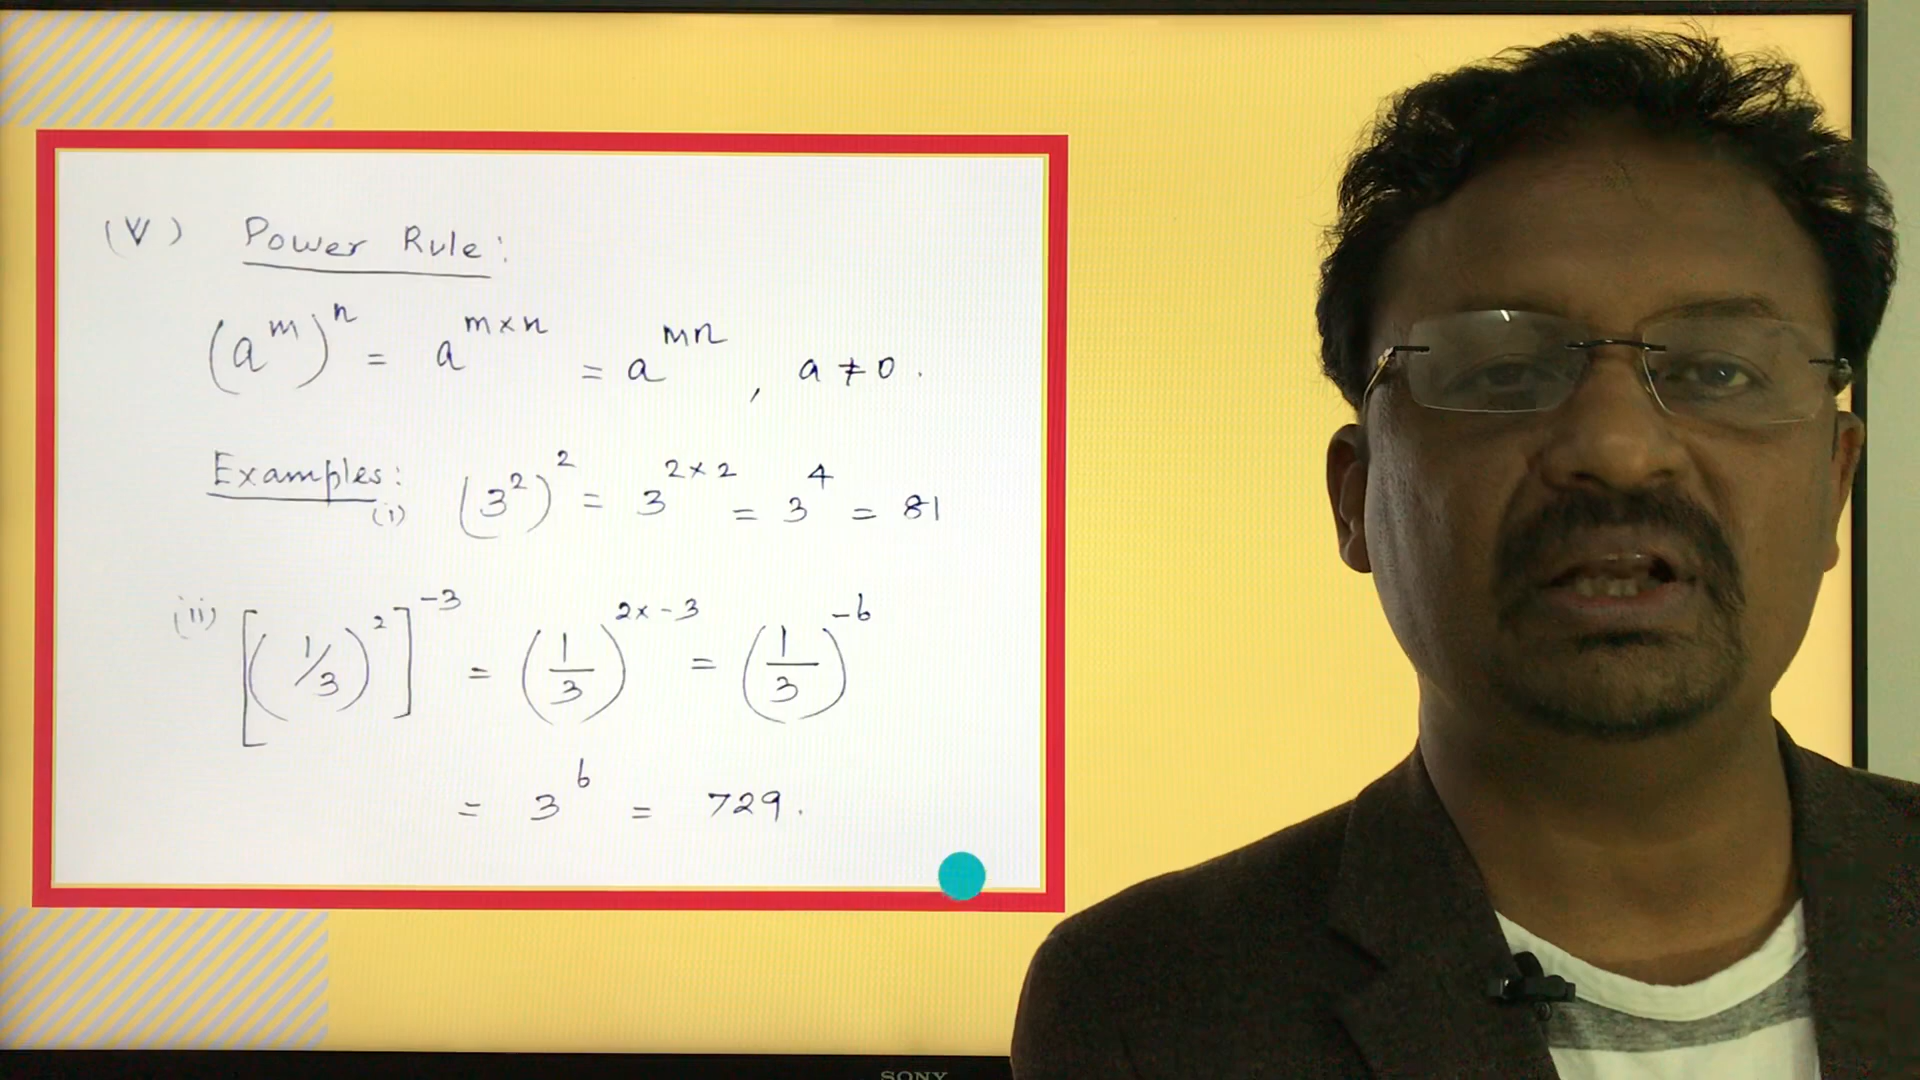 (V) Power Rule:
(a^m)^n = a^{m×n} = a^{mn}, a ≠ 0.
Examples:
(i) (3^2)^2 = 3^{2×2} = 3^4 = 81
(ii) [(1/3)^2]^{-3} = (1/3)^{2x-3} = (1/3)^{-6}
= 3^6 = 729.
SONY